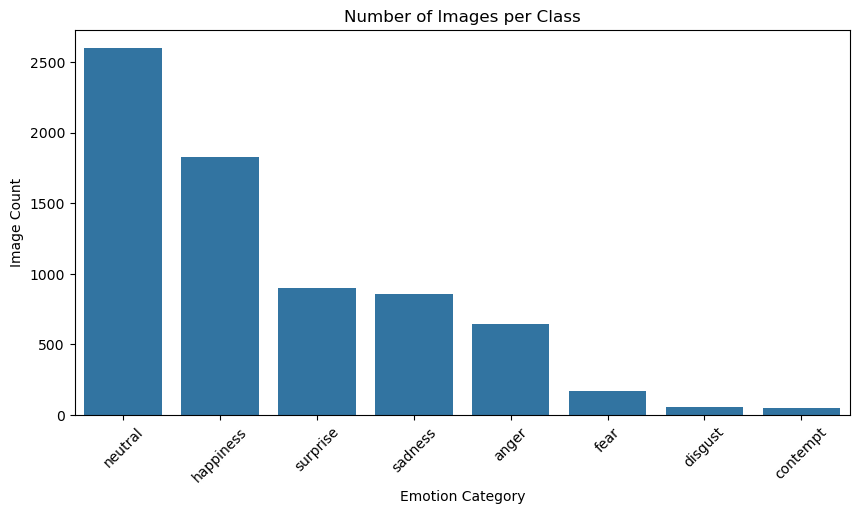 Number of Images per Class
Image Count
2500
2000
1500
1000
500
0
neutral
happiness
surprise
sadness
anger
fear
disgust
contempt
Emotion Category